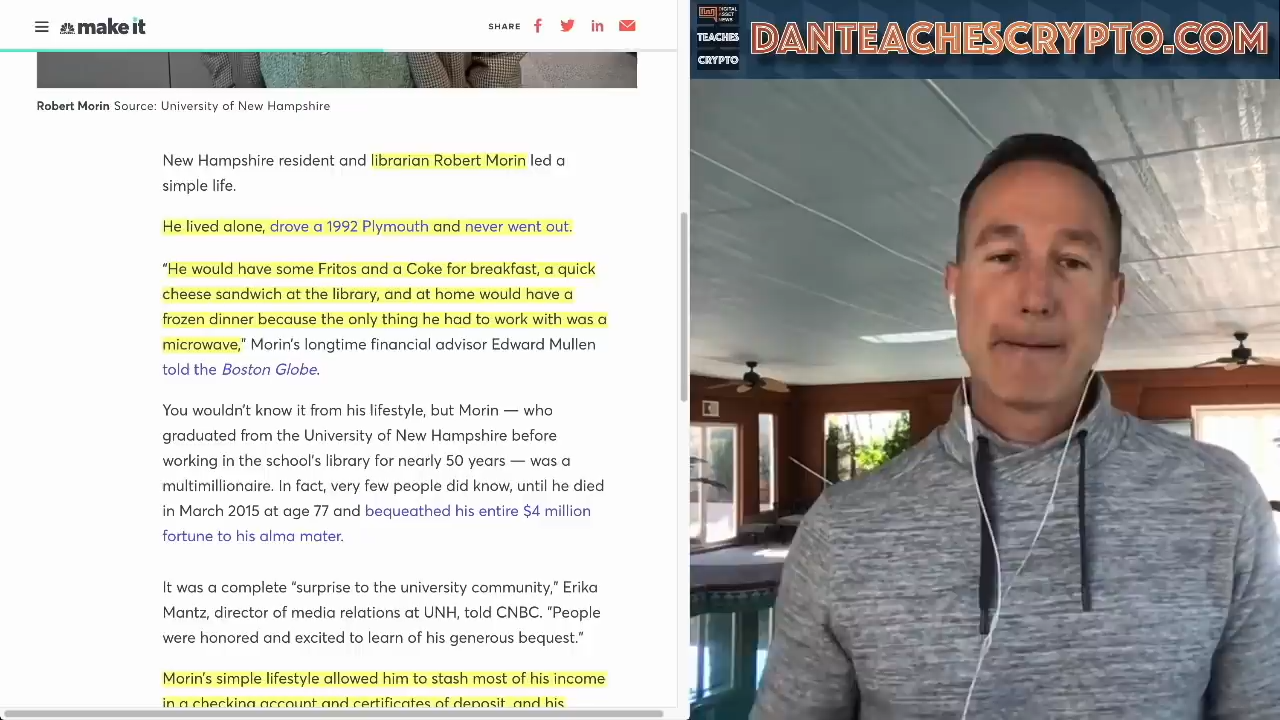 make it
SHARE
Robert Morin Source: University of New Hampshire
New Hampshire resident and librarian Robert Morin led a
simple life.
He lived alone, drove a 1992 Plymouth and never went out.
“He would have some Fritos and a Coke for breakfast, a quick
cheese sandwich at the library, and at home would have a
frozen dinner because the only thing he had to work with was a
microwave,” Morin’s longtime financial advisor Edward Mullen
told the Boston Globe.
You wouldn’t know it from his lifestyle, but Morin — who
graduated from the University of New Hampshire before
working in the school’s library for nearly 50 years — was a
multimillionaire. In fact, very few people did know, until he died
in March 2015 at age 77 and bequeathed his entire $4 million
fortune to his alma mater.
It was a complete “surprise to the university community,” Erika
Mantz, director of media relations at UNH, told CNBC. “People
were honored and excited to learn of his generous bequest.”
Morin’s simple lifestyle allowed him to stash most of his income
in a checking account and certificates of deposit, and his
DIGITAL
ASSET
NEWS
TEACHES
CRYPTO
DANTEACHESCRYPTO.COM